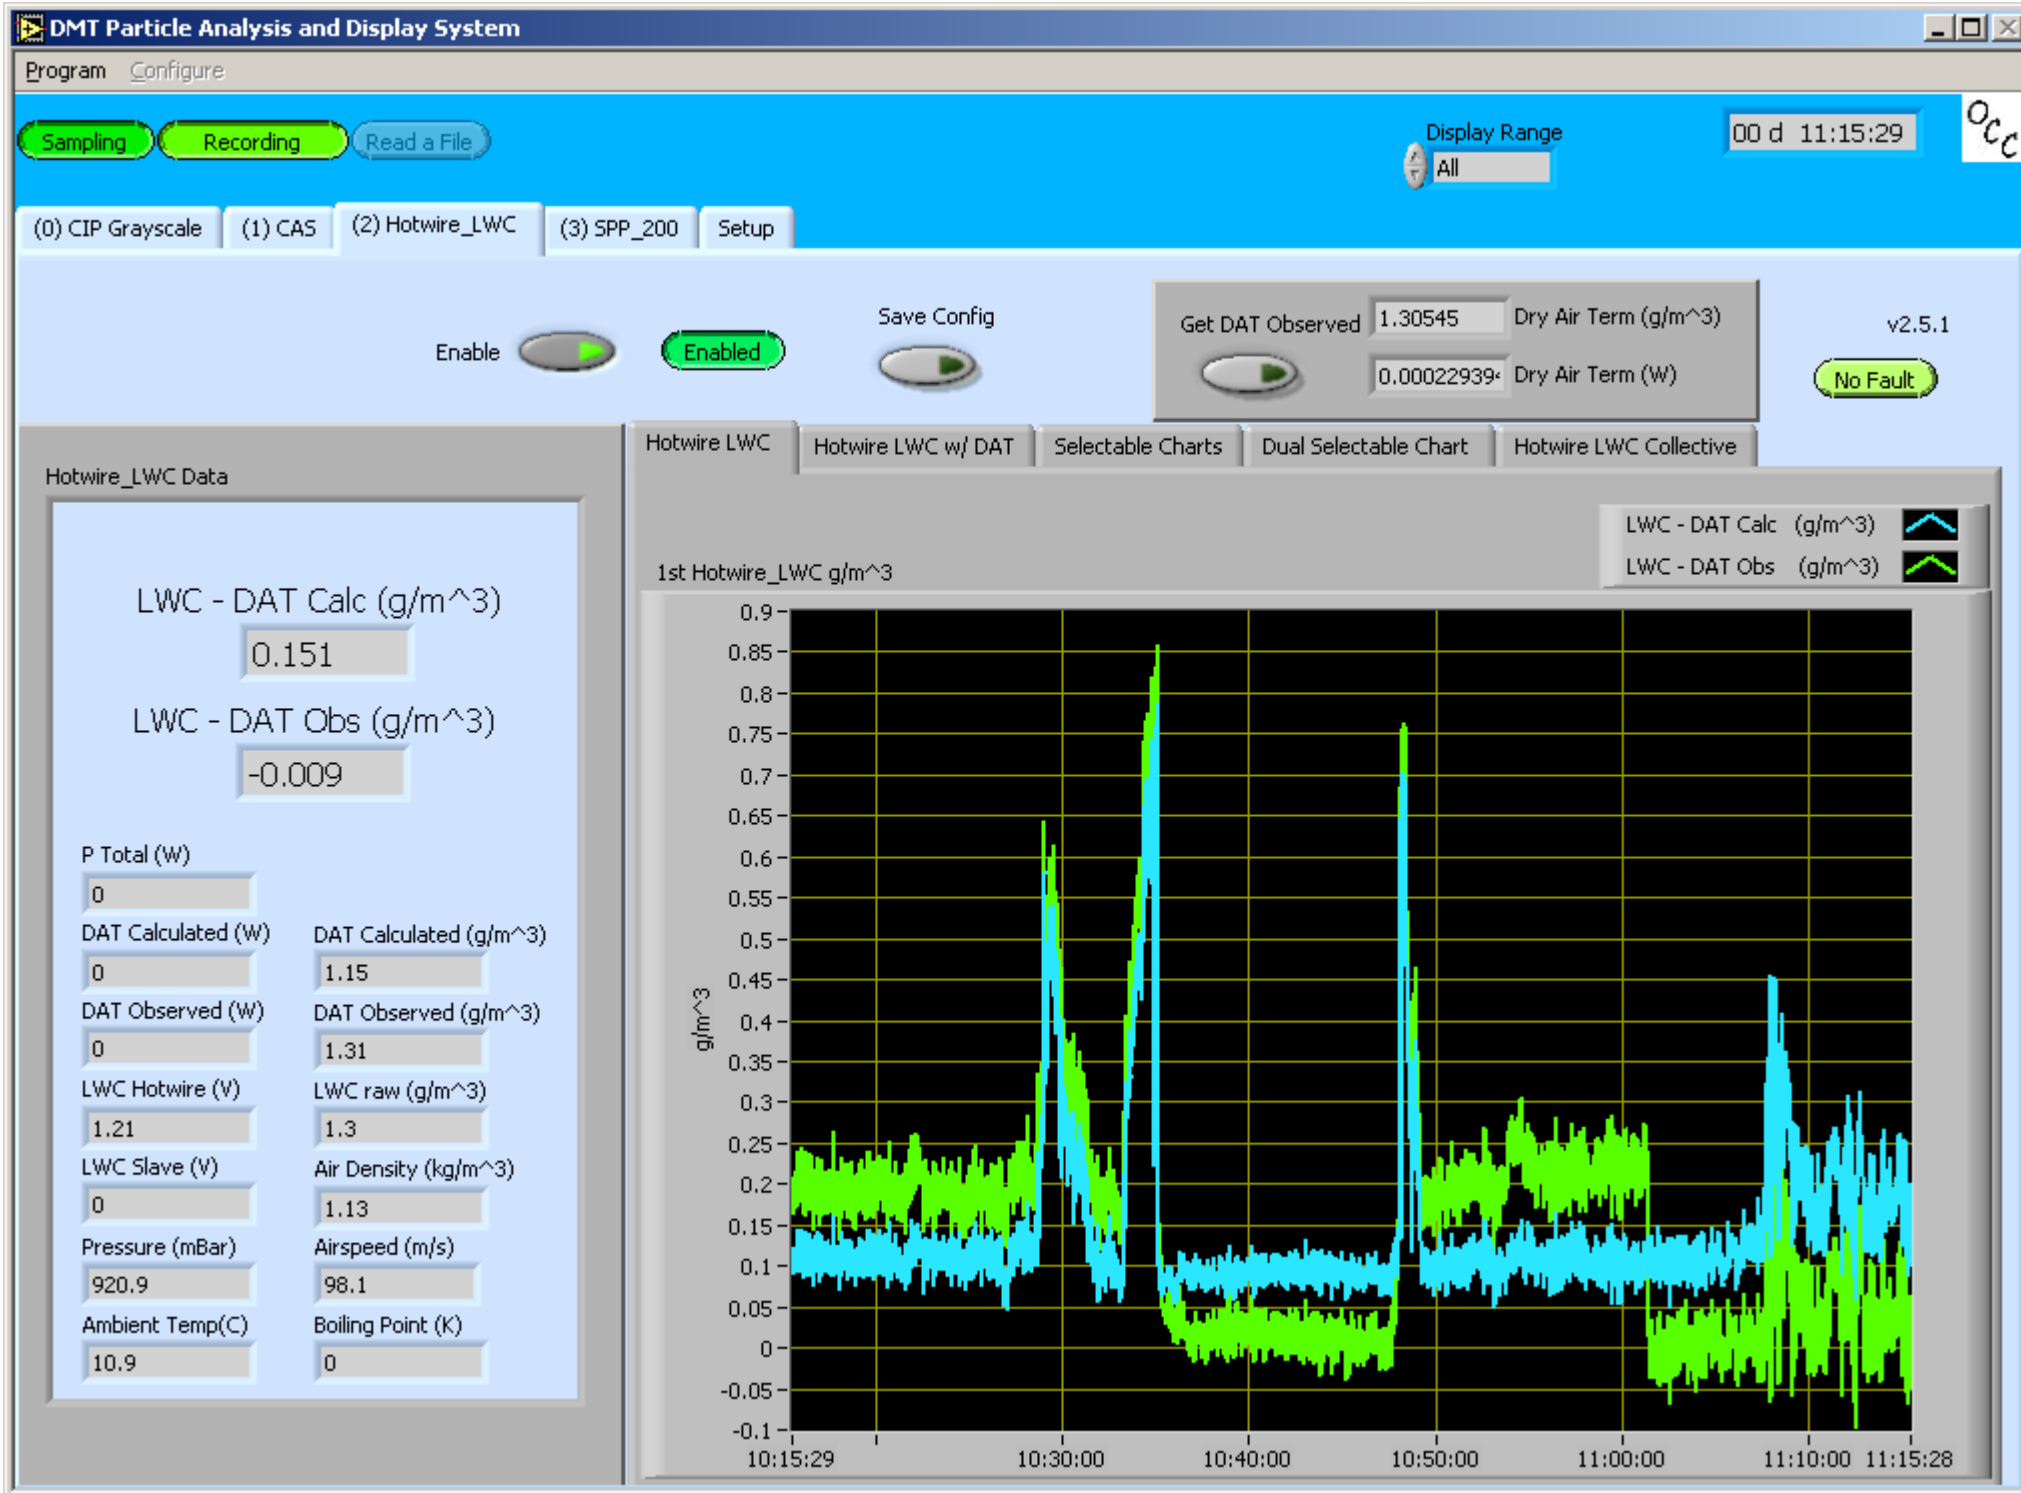 DMT Particle Analysis and Display System
Program Configure
Sampling Recording Read a File
Display Range
All
00 d 11:15:29
OCC
(0) CIP Grayscale (1) CAS (2) Hotwire_LWC (3) SPP_200 Setup
Enable Enabled
Save Config
Get DAT Observed 1.30545 Dry Air Term (g/m^3)
0.00022939 Dry Air Term (W)
v2.5.1
No Fault
Hotwire_LWC Data
LWC - DAT Calc (g/m^3)
0.151
LWC - DAT Obs (g/m^3)
-0.009
P Total (W)
0
DAT Calculated (W) DAT Calculated (g/m^3)
0 1.15
DAT Observed (W) DAT Observed (g/m^3)
0 1.31
LWC Hotwire (V) LWC raw (g/m^3)
1.21 1.3
LWC Slave (V) Air Density (kg/m^3)
0 1.13
Pressure (mBar) Airspeed (m/s)
920.9 98.1
Ambient Temp(C) Boiling Point (K)
10.9 0
Hotwire LWC Hotwire LWC w/ DAT Selectable Charts Dual Selectable Chart Hotwire LWC Collective
LWC - DAT Calc (g/m^3)
LWC - DAT Obs (g/m^3)
1st Hotwire_LWC g/m^3
g/m^3
0.9
0.85
0.8
0.75
0.7
0.65
0.6
0.55
0.5
0.45
0.4
0.35
0.3
0.25
0.2
0.15
0.1
0.05
0
-0.05
-0.1
10:15:29 10:30:00 10:40:00 10:50:00 11:00:00 11:10:00 11:15:28